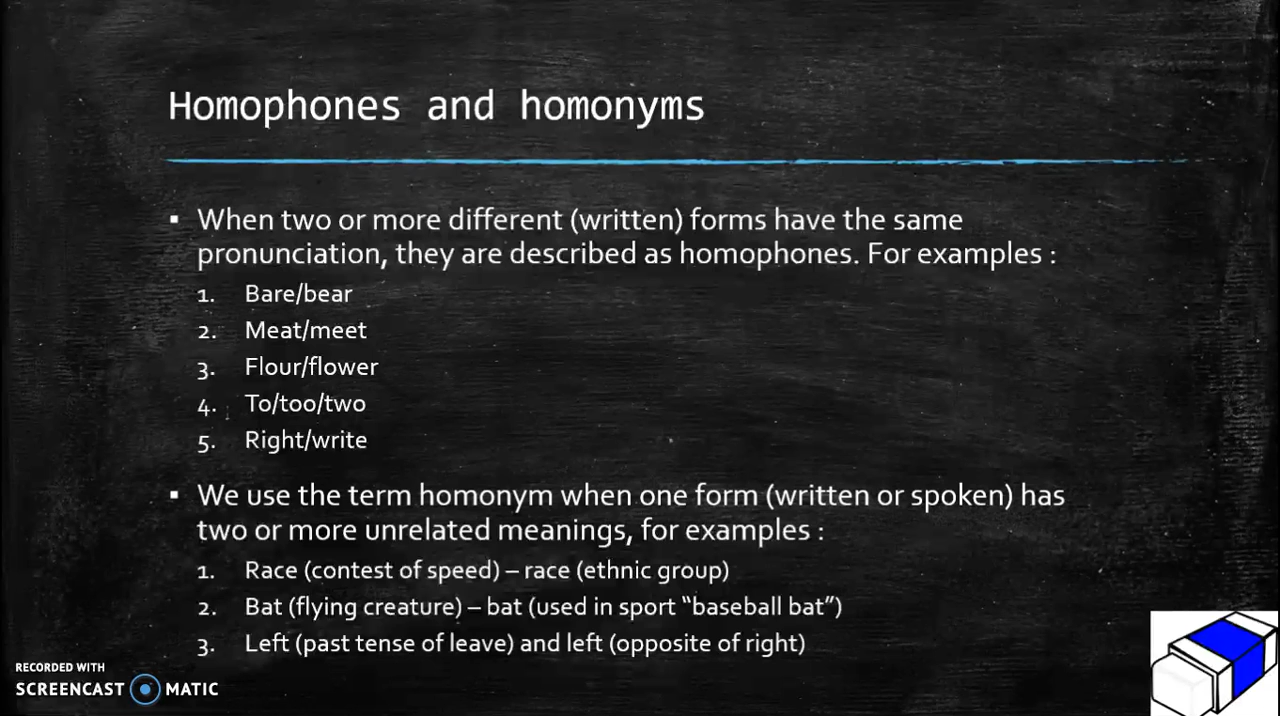 Homophones and homonyms
▪ When two or more different (written) forms have the same
pronunciation, they are described as homophones. For examples :
1. Bare/bear
2. Meat/meet
3. Flour/flower
4. To/too/two
5. Right/write
▪ We use the term homonym when one form (written or spoken) has
two or more unrelated meanings, for examples :
1. Race (contest of speed) – race (ethnic group)
2. Bat (flying creature) – bat (used in sport “baseball bat”)
3. Left (past tense of leave) and left (opposite of right)
RECORDED WITH
SCREENCAST MATIC